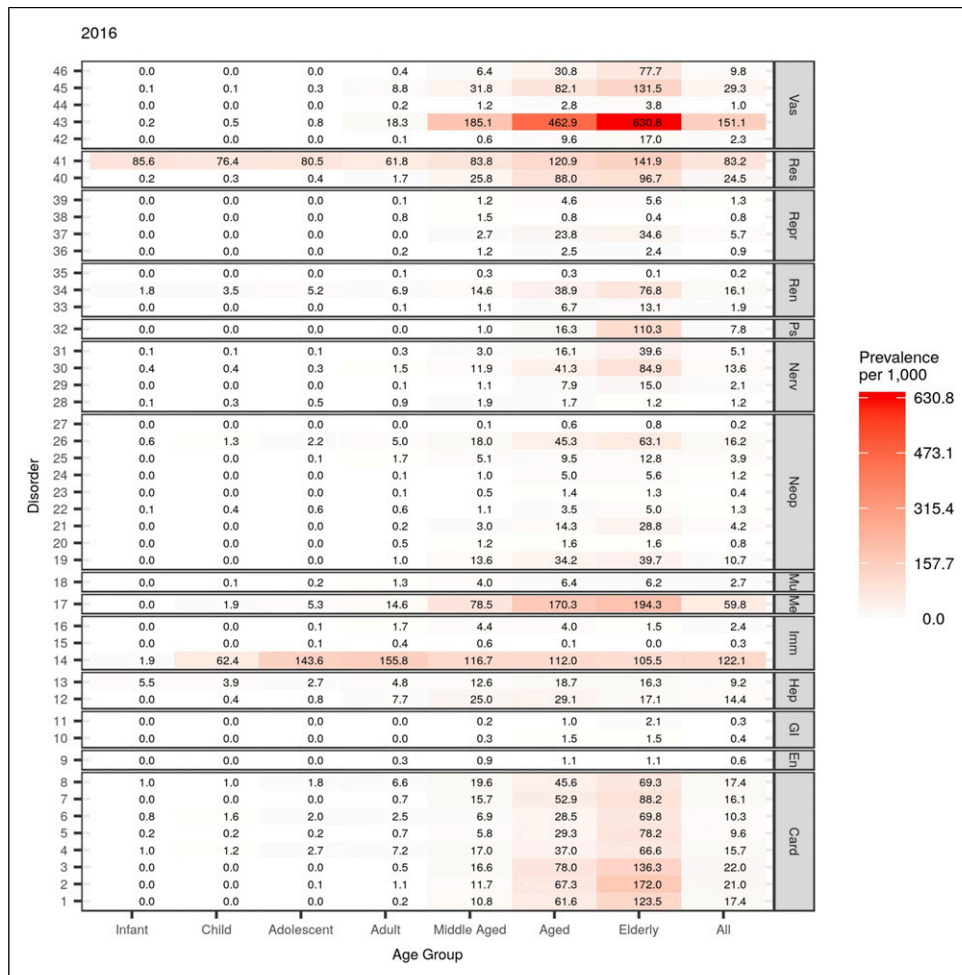 2016
46 0.0 0.0 0.0 0.4 6.4 30.8 77.7 9.8
45 0.1 0.1 0.3 8.8 31.8 82.1 131.5 29.3
44 0.0 0.0 0.0 0.2 1.2 2.8 3.8 1.0
43 0.2 0.5 0.8 18.3 185.1 462.9 630.8 151.1
42 0.0 0.0 0.0 0.1 0.6 9.6 17.0 2.3
Vas
41 85.6 76.4 80.5 61.8 83.8 120.9 141.9 83.2
40 0.2 0.3 0.4 1.7 25.8 88.0 96.7 24.5
Res
39 0.0 0.0 0.0 0.1 1.2 4.6 5.6 1.3
38 0.0 0.0 0.0 0.8 1.5 0.8 0.4 0.8
37 0.0 0.0 0.0 0.0 2.7 23.8 34.6 5.7
36 0.0 0.0 0.0 0.2 1.2 2.5 2.4 0.9
Repr
35 0.0 0.0 0.0 0.1 0.3 0.3 0.1 0.2
34 1.8 3.5 5.2 6.9 14.6 38.9 76.8 16.1
33 0.0 0.0 0.0 0.1 1.1 6.7 13.1 1.9
Ren
32 0.0 0.0 0.0 0.0 1.0 16.3 110.3 7.8
Ps
31 0.1 0.1 0.1 0.3 3.0 16.1 39.6 5.1
30 0.4 0.4 0.3 1.5 11.9 41.3 84.9 13.6
29 0.0 0.0 0.0 0.1 1.1 7.9 15.0 2.1
28 0.1 0.3 0.5 0.9 1.9 1.7 1.2 1.2
Nerv
27 0.0 0.0 0.0 0.0 0.1 0.6 0.8 0.2
26 0.6 1.3 2.2 5.0 18.0 45.3 63.1 16.2
25 0.0 0.0 0.1 1.7 5.1 9.5 12.8 3.9
24 0.0 0.0 0.0 0.1 1.0 5.0 5.6 1.2
23 0.0 0.0 0.0 0.1 0.5 1.4 1.3 0.4
22 0.1 0.4 0.6 0.6 1.1 3.5 5.0 1.3
21 0.0 0.0 0.0 0.2 3.0 14.3 28.8 4.2
20 0.0 0.0 0.0 0.5 1.2 1.6 1.6 0.8
19 0.0 0.0 0.0 1.0 13.6 34.2 39.7 10.7
Neop
18 0.0 0.1 0.2 1.3 4.0 6.4 6.2 2.7
Mu
17 0.0 1.9 5.3 14.6 78.5 170.3 194.3 59.8
Me
16 0.0 0.0 0.1 1.7 4.4 4.0 1.5 2.4
15 0.0 0.0 0.1 0.4 0.6 0.1 0.0 0.3
14 1.9 62.4 143.6 155.8 116.7 112.0 105.5 122.1
Imm
13 5.5 3.9 2.7 4.8 12.6 18.7 16.3 9.2
12 0.0 0.4 0.8 7.7 25.0 29.1 17.1 14.4
Hep
11 0.0 0.0 0.0 0.0 0.2 1.0 2.1 0.3
10 0.0 0.0 0.0 0.0 0.3 1.5 1.5 0.4
GI
9 0.0 0.0 0.0 0.3 0.9 1.1 1.1 0.6
En
8 1.0 1.0 1.8 6.6 19.6 45.6 69.3 17.4
7 0.0 0.0 0.0 0.7 15.7 52.9 88.2 16.1
6 0.8 1.6 2.0 2.5 6.9 28.5 69.8 10.3
5 0.2 0.2 0.2 0.7 5.8 29.3 78.2 9.6
4 1.0 1.2 2.7 7.2 17.0 37.0 66.6 15.7
3 0.0 0.0 0.0 0.5 16.6 78.0 136.3 22.0
2 0.0 0.0 0.1 1.1 11.7 67.3 172.0 21.0
1 0.0 0.0 0.0 0.2 10.8 61.6 123.5 17.4
Card
Infant Child Adolescent Adult Middle Aged Aged Elderly All
Age Group
Disorder
Prevalence
per 1,000
630.8
473.1
315.4
157.7
0.0